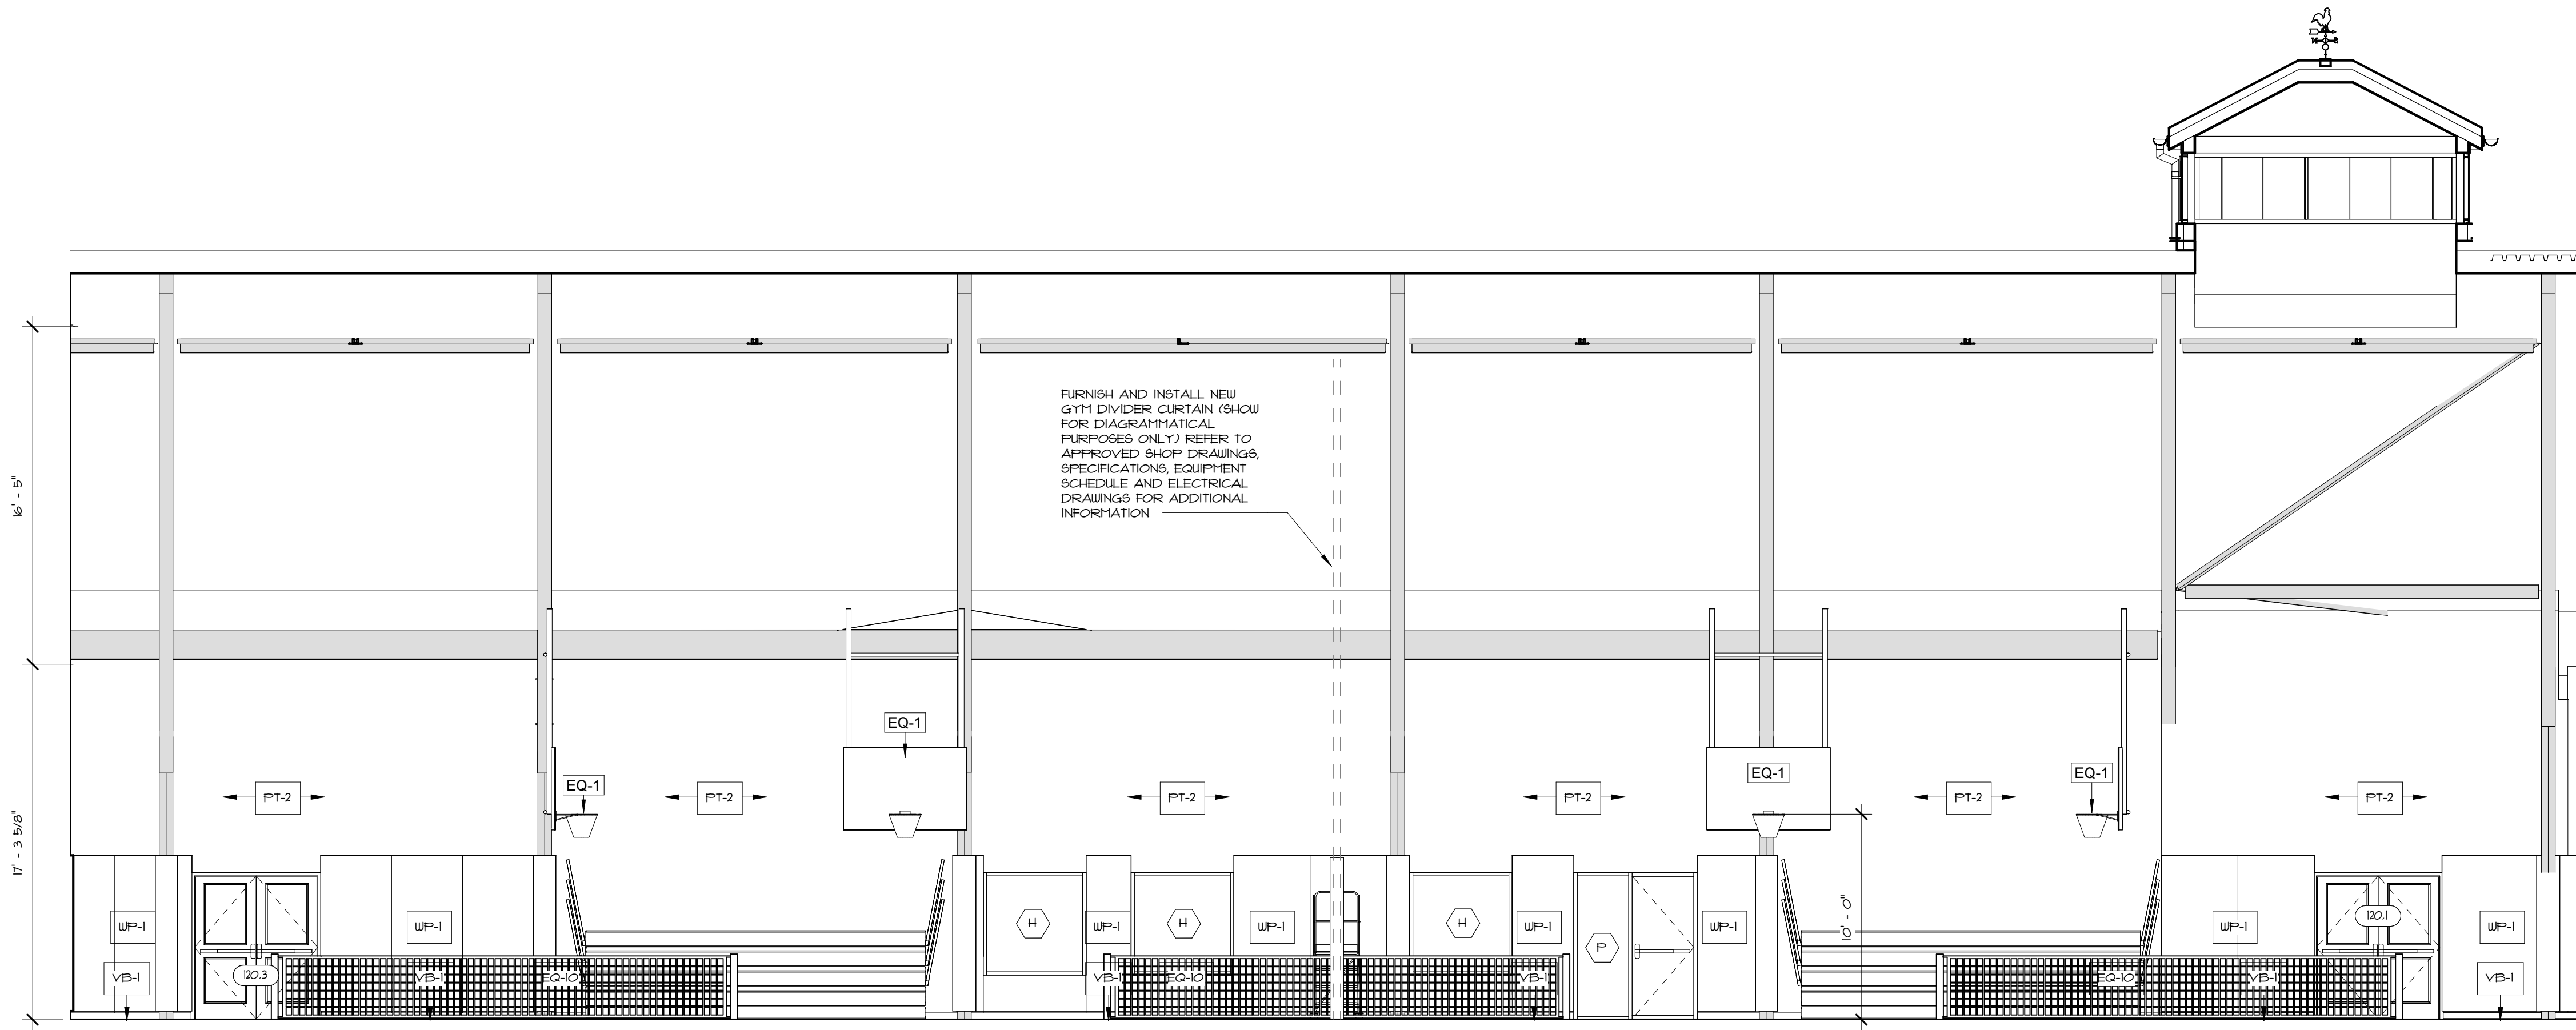 FURNISH AND INSTALL NEW
GYM DIVIDER CURTAIN (SHOW
FOR DIAGRAMMATICAL
PURPOSES ONLY) REFER TO
APPROVED SHOP DRAWINGS,
SPECIFICATIONS, EQUIPMENT
SCHEDULE AND ELECTRICAL
DRAWINGS FOR ADDITIONAL
INFORMATION
16' - 5"
17' - 3 5/8"
EQ-1
EQ-1
EQ-1
EQ-1
PT-2
PT-2
PT-2
PT-2
PT-2
PT-2
10' - 0"
WP-1
WP-1
H
WP-1
H
WP-1
H
WP-1
P
WP-1
WP-1
120.1
WP-1
VB-1
120.3
VB-1
EQ-10
VB-1
EQ-10
VB-1
EQ-10
VB-1
VB-1